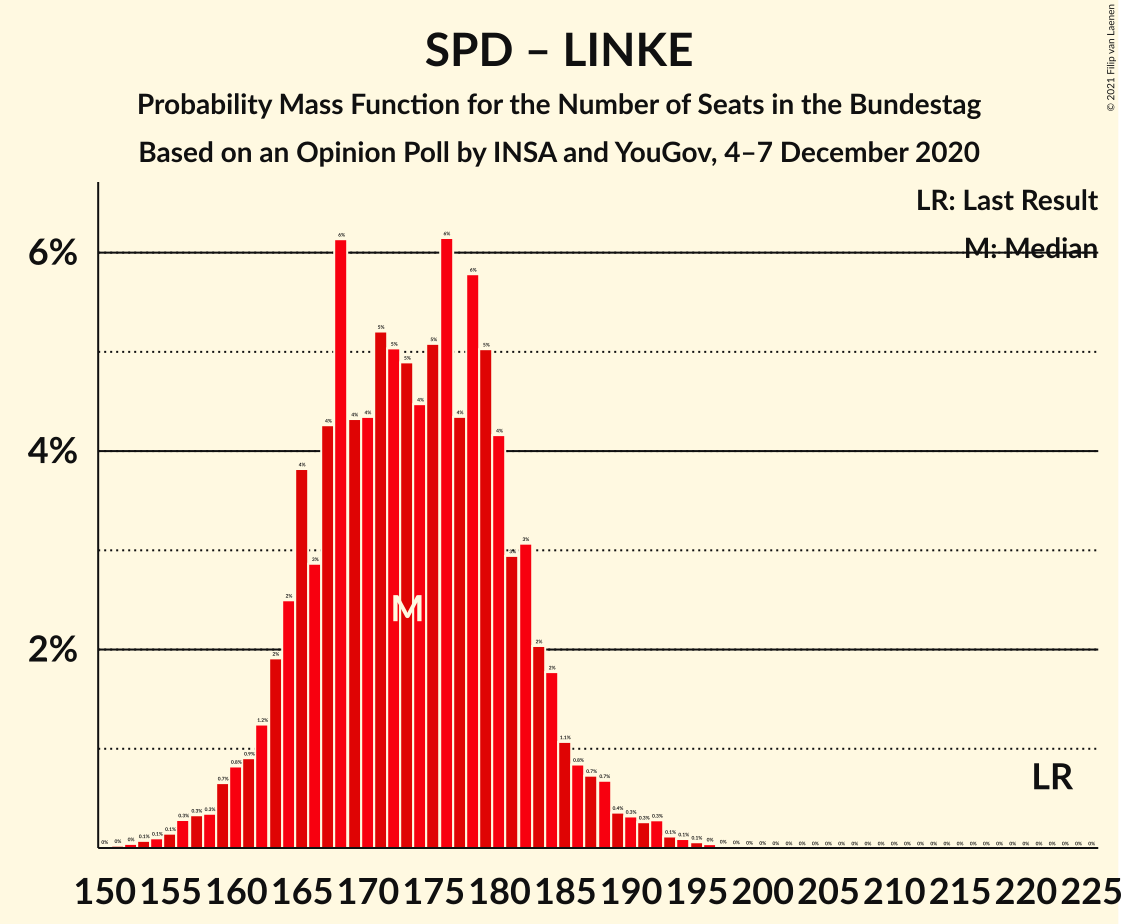 SPD – LINKE
Probability Mass Function for the Number of Seats in the Bundestag
Based on an Opinion Poll by INSA and YouGov, 4–7 December 2020
© 2021 Filip van Laenen
LR: Last Result
M: Median
6%
4%
2%
M
LR
150 155 160 165 170 175 180 185 190 195 200 205 210 215 220 225